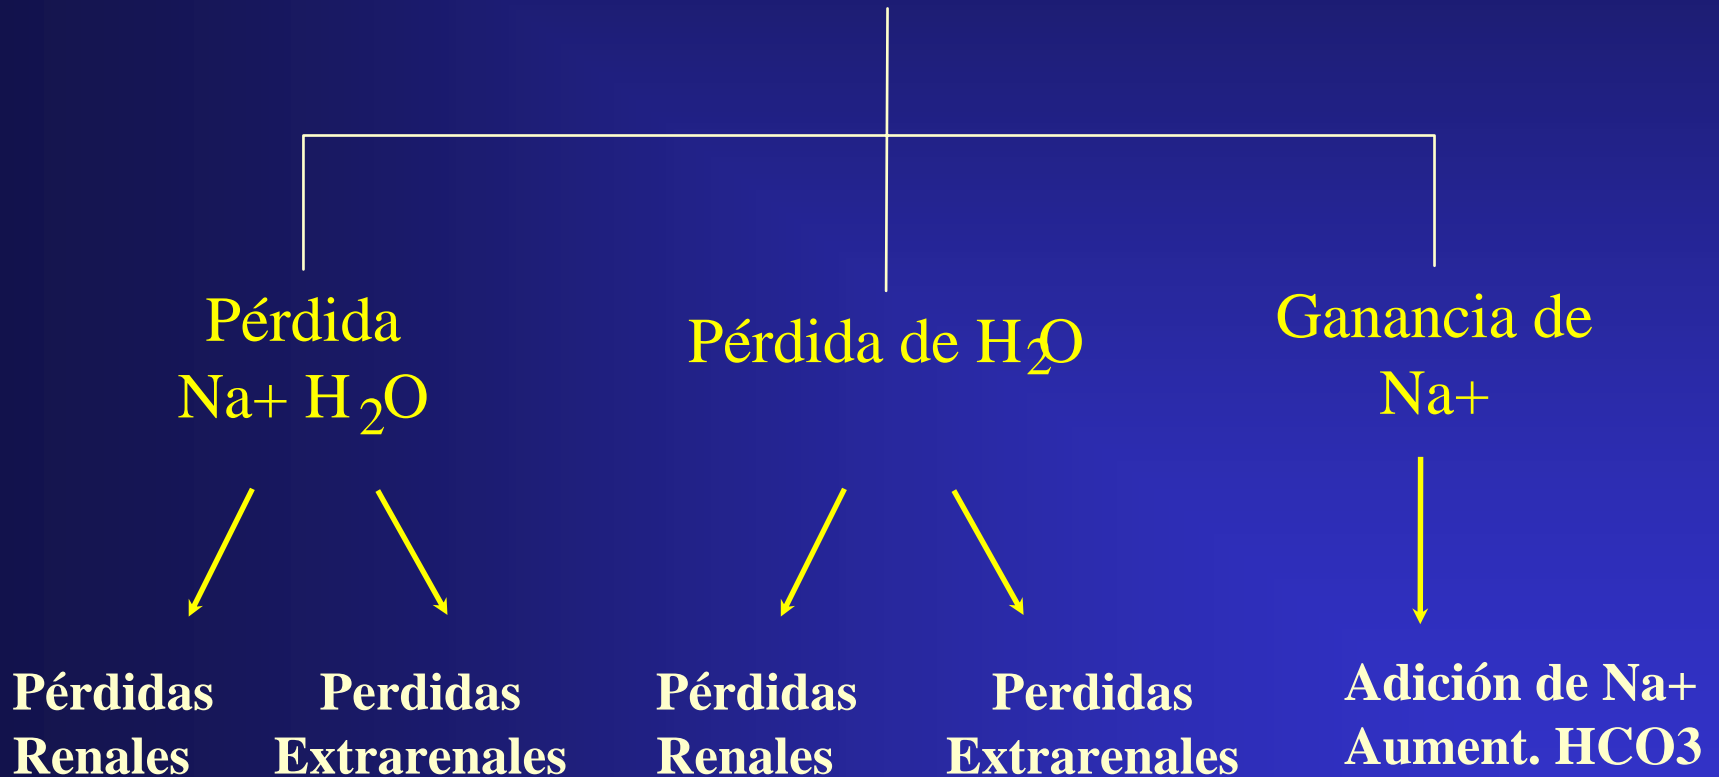 Pérdida
Na+ H2O
Pérdida de H2O
Ganancia de
Na+
Pérdidas
Renales
Perdidas
Extrarenales
Pérdidas
Renales
Perdidas
Extrarenales
Adición de Na+
Aument. HCO3